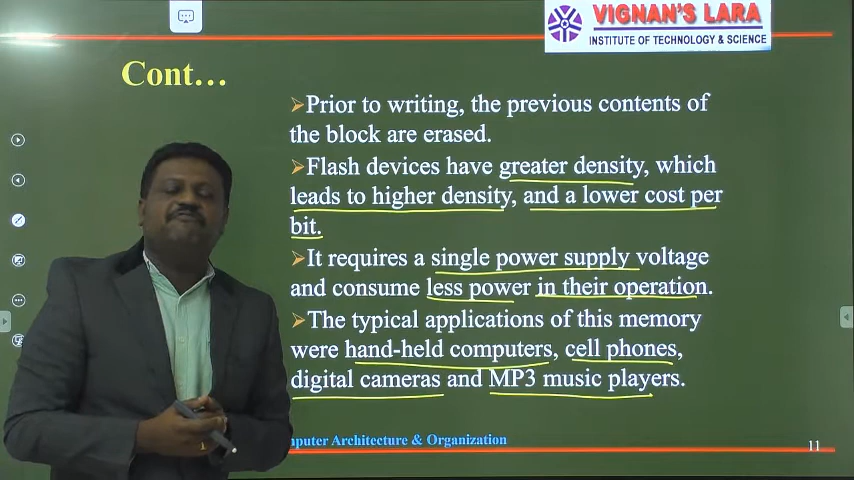 VIGNAN'S LARA
INSTITUTE OF TECHNOLOGY & SCIENCE
Cont...
➢Prior to writing, the previous contents of
the block are erased.
➢Flash devices have greater density, which
leads to higher density, and a lower cost per
bit.
➢It requires a single power supply voltage
and consume less power in their operation.
➢The typical applications of this memory
were hand-held computers, cell phones,
digital cameras and MP3 music players.
Architecture & Organization
11